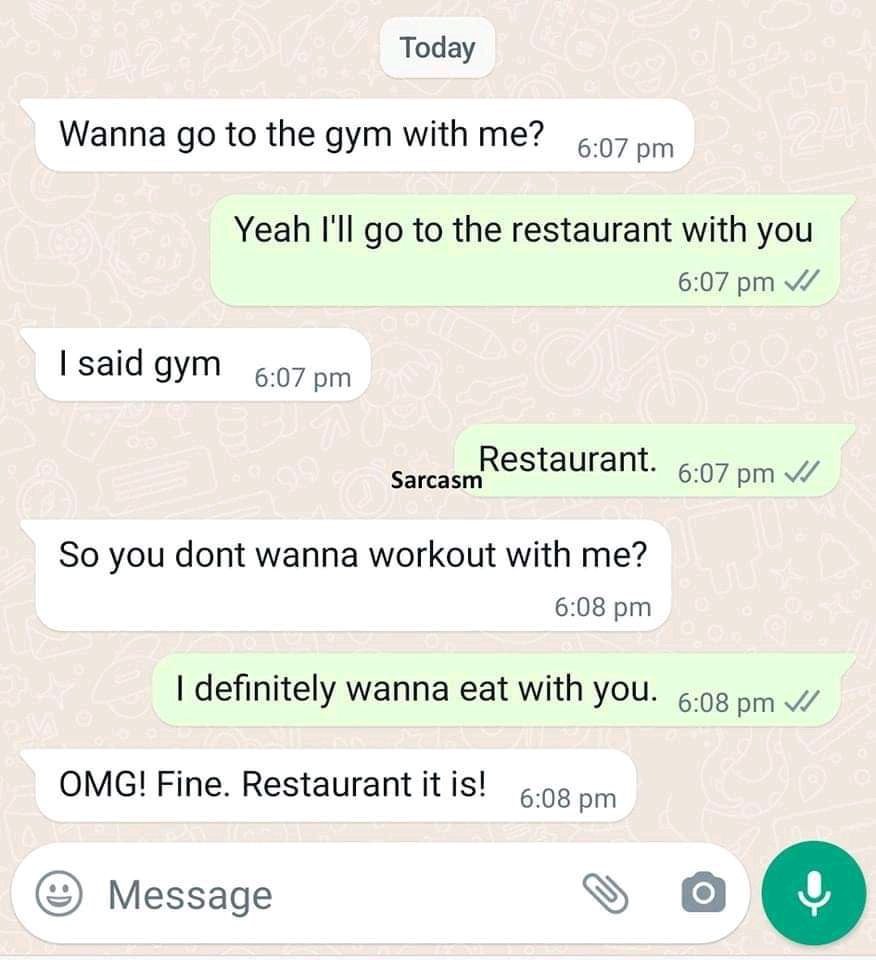 Today
Wanna go to the gym with me? 6:07 pm
Yeah I'll go to the restaurant with you
6:07 pm
I said gym 6:07 pm
Restaurant. 6:07 pm
Sarcasm
So you dont wanna workout with me?
6:08 pm
I definitely wanna eat with you. 6:08 pm
OMG! Fine. Restaurant it is! 6:08 pm
Message